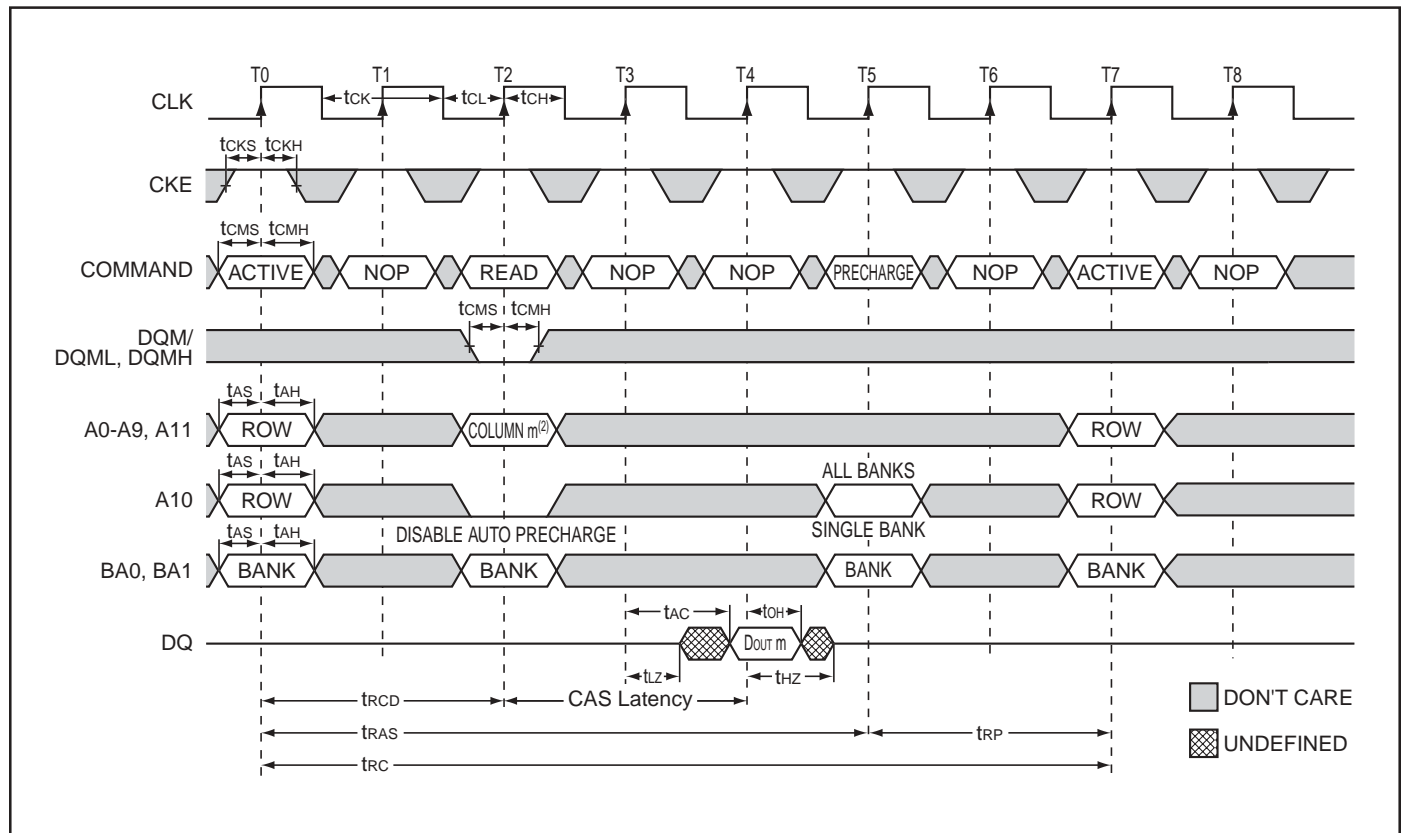 T0 T1 T2 T3 T4 T5 T6 T7 T8
CLK tCK tCL tCH
tCKS tCKH
CKE
tCMS tCMH
COMMAND ACTIVE NOP READ NOP NOP PRECHARGE NOP ACTIVE NOP
tCMS tCMH
DQM/
DQML, DQMH
tAS tAH
A0-A9, A11 ROW COLUMN m(2) ROW
tAS tAH ALL BANKS
A10 ROW ROW
DISABLE AUTO PRECHARGE SINGLE BANK
tAS tAH
BA0, BA1 BANK BANK BANK BANK
tAC tOH
DQ DOUT m
tLZ tHZ
tRCD CAS Latency
DON'T CARE
tRAS tRP
UNDEFINED
tRC